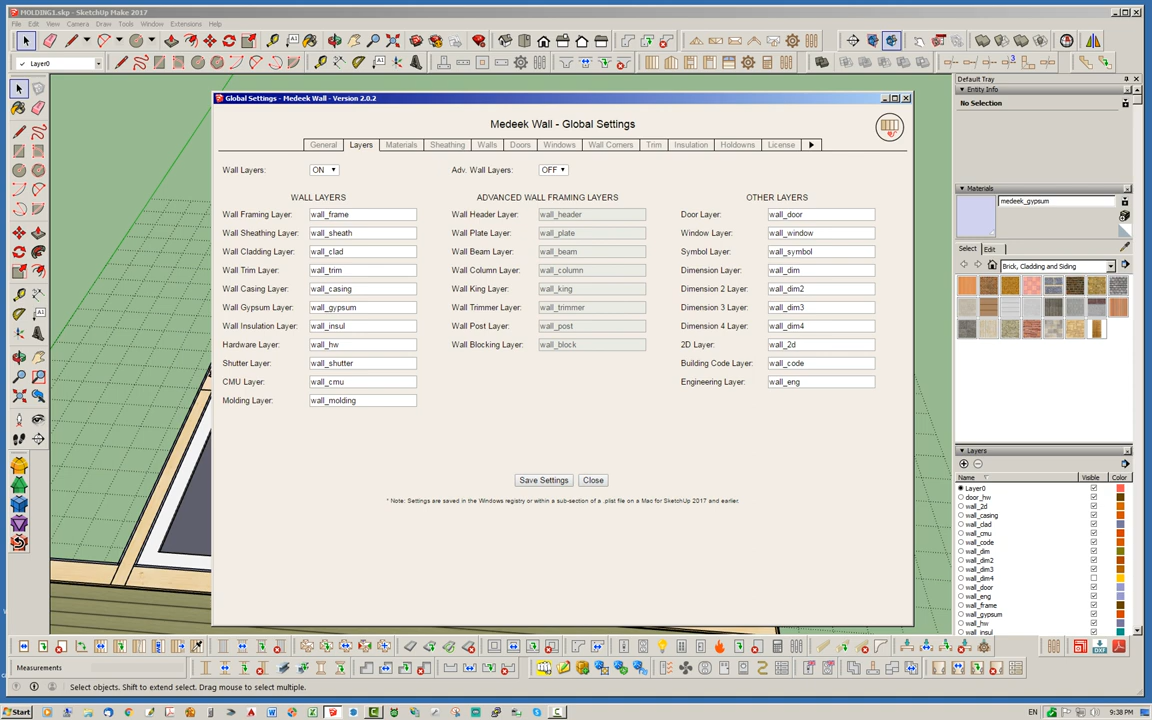 MOLDING1.skp - SketchUp Make 2017
File Edit View Camera Draw Tools Window Extensions Help
Layer0
Default Tray
Entity Info
No Selection
Global Settings - Medeek Wall - Version 2.0.2
Medeek Wall - Global Settings
General Layers Materials Sheathing Walls Doors Windows Wall Corners Trim Insulation Holdowns License
Wall Layers: ON Adv. Wall Layers: OFF
WALL LAYERS ADVANCED WALL FRAMING LAYERS OTHER LAYERS
Wall Framing Layer: wall_frame Wall Header Layer: wall_header Door Layer: wall_door
Wall Sheathing Layer: wall_sheath Wall Plate Layer: wall_plate Window Layer: wall_window
Wall Cladding Layer: wall_clad Wall Beam Layer: wall_beam Symbol Layer: wall_symbol
Wall Trim Layer: wall_trim Wall Column Layer: wall_column Dimension Layer: wall_dim
Wall Casing Layer: wall_casing Wall King Layer: wall_king Dimension 2 Layer: wall_dim2
Wall Gypsum Layer: wall_gypsum Wall Trimmer Layer: wall_trimmer Dimension 3 Layer: wall_dim3
Wall Insulation Layer: wall_insul Wall Post Layer: wall_post Dimension 4 Layer: wall_dim4
Hardware Layer: wall_hw Wall Blocking Layer: wall_block 2D Layer: wall_2d
Shutter Layer: wall_shutter Building Code Layer: wall_code
CMU Layer: wall_cmu Engineering Layer: wall_eng
Molding Layer: wall_molding
Save Settings Close
* Note: Settings are saved in the Windows registry or within a sub-section of a .plist file on a Mac for SketchUp 2017 and earlier.
Materials
medeek_gypsum
Select Edit
Brick, Cladding and Siding
Layers
Name Visible Color
Layer0
door_hw
wall_2d
wall_casing
wall_clad
wall_cmu
wall_code
wall_dim
wall_dim2
wall_dim3
wall_dim4
wall_door
wall_eng
wall_frame
wall_gypsum
wall_hw
wall_insul
Measurements
Select objects. Shift to extend select. Drag mouse to select multiple.
Start EN 9:38 PM